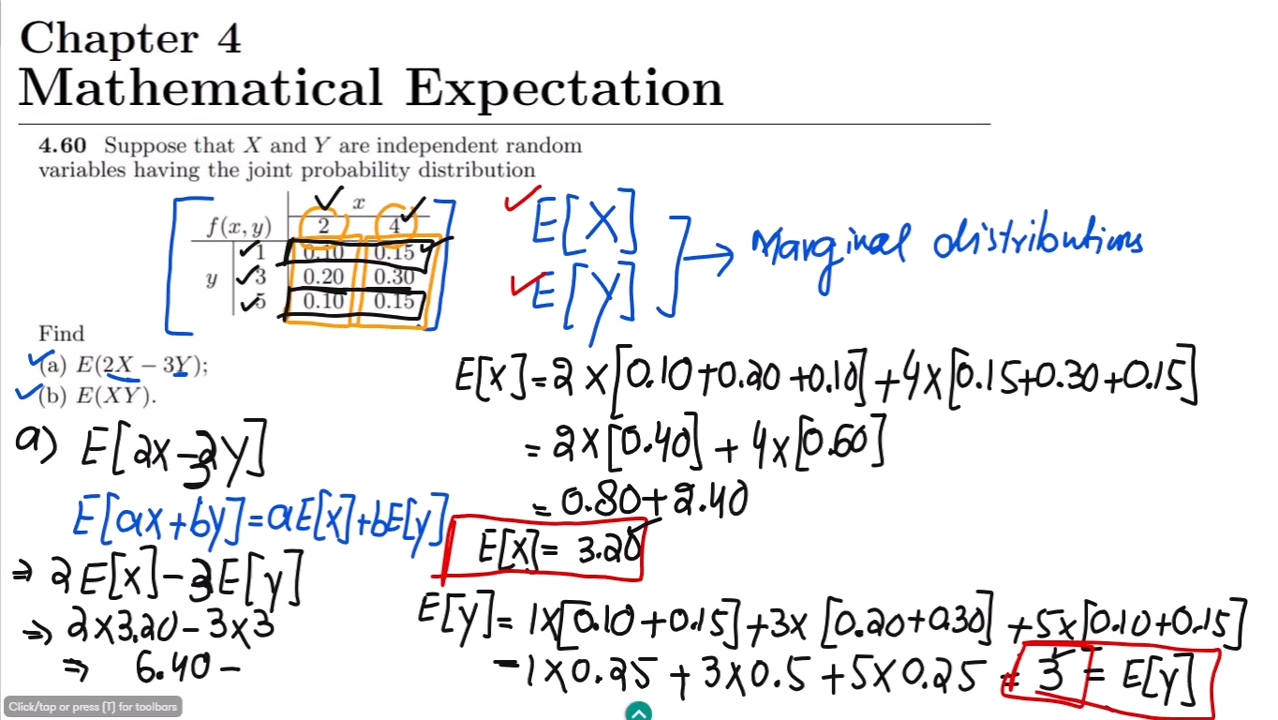 Chapter 4
Mathematical Expectation
4.60 Suppose that X and Y are independent random
variables having the joint probability distribution
x
f(x, y) 2 4
1 0.10 0.15
y 3 0.20 0.30
5 0.10 0.15
E[X]
E[Y]
→ Marginal distributions
Find
(a) E(2X − 3Y);
(b) E(XY).
a) E[2X-3Y]
E[ax+by]=aE[x]+bE[y]
⇒ 2E[x]-3E[y]
⇒ 2×3.20-3×3
⇒ 6.40-
E[x]=2×[0.10+0.20+0.10]+4×[0.15+0.30+0.15]
=2×[0.40]+4×[0.60]
=0.80+2.40
E[x]=3.20
E[y]=1×[0.10+0.15]+3×[0.20+0.30]+5×[0.10+0.15]
=1×0.25+3×0.5+5×0.25=3=E[y]
Click/tap or press (T) for toolbars